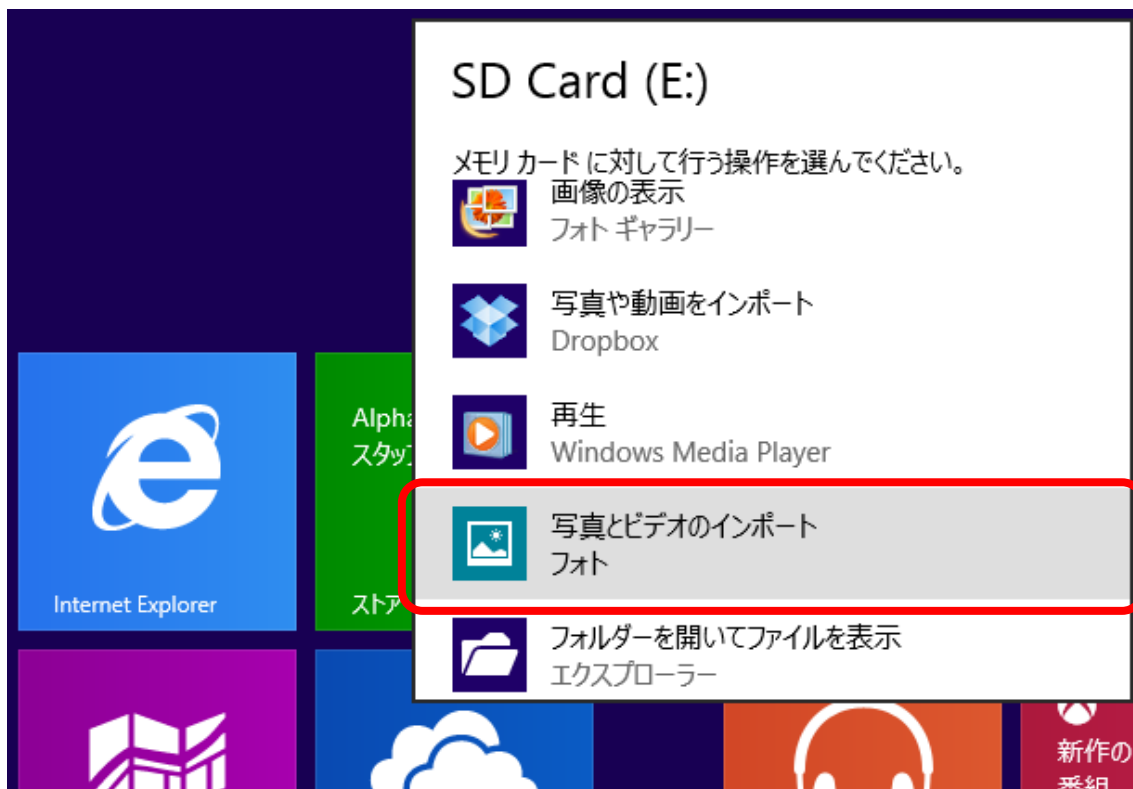 SD Card (E:)
メモリ カード に対して行う操作を選んでください。
画像の表示
フォト ギャラリー
写真や動画をインポート
Dropbox
再生
Windows Media Player
写真とビデオのインポート
フォト
フォルダーを開いてファイルを表示
エクスプローラー
Internet Explorer
Alpha
スタッフ
ストア
新作の
番組